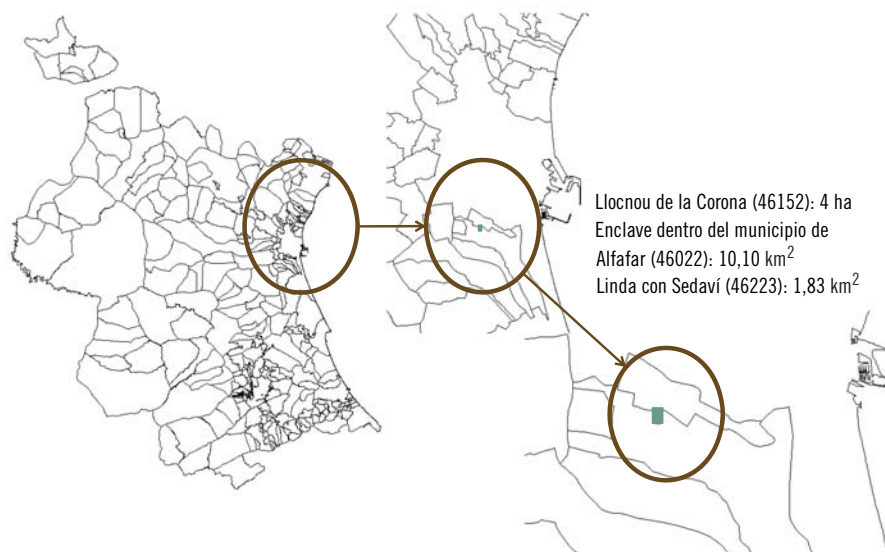 Llocnou de la Corona (46152): 4 ha
Enclave dentro del municipio de
Alfafar (46022): 10,10 km²
Linda con Sedaví (46223): 1,83 km²